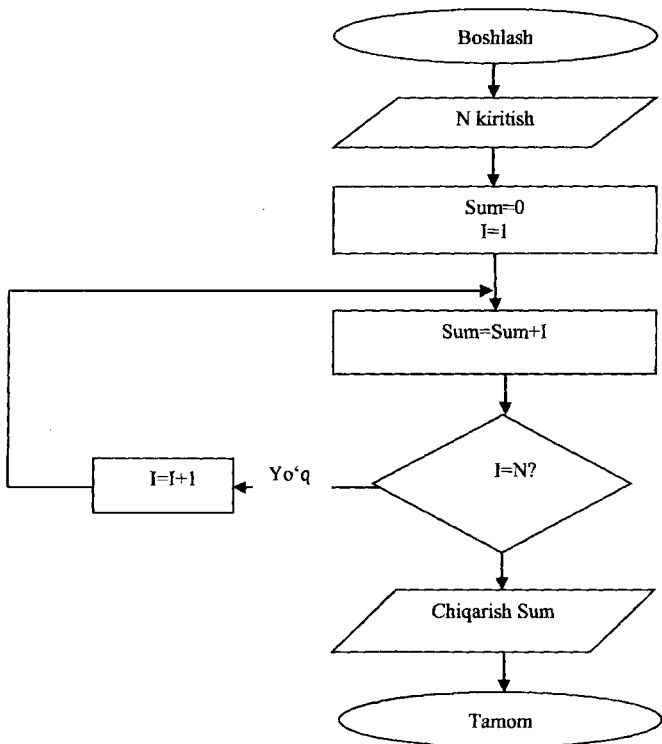 Boshlash
N kiritish
Sum=0
I=1
Sum=Sum+I
I=N?
Yo‘q
I=I+1
Chiqarish Sum
Tamom